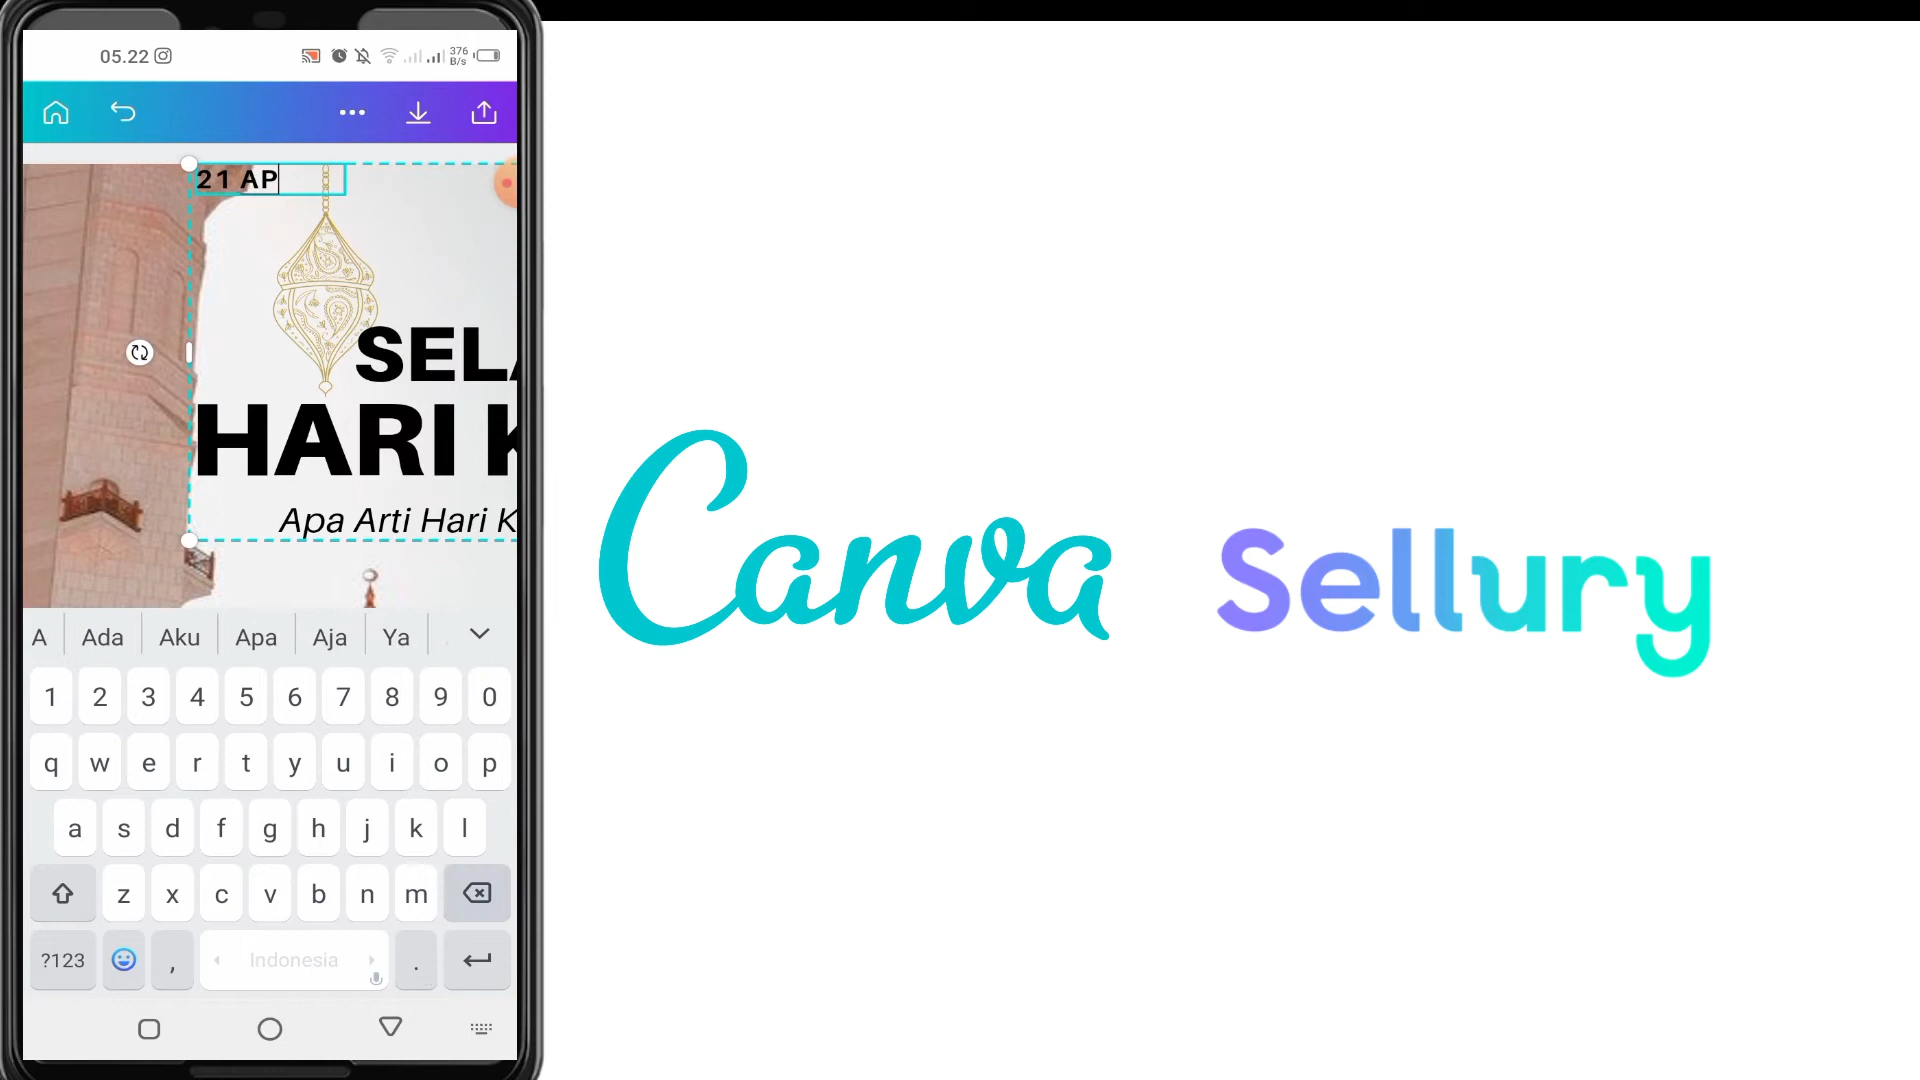 05.22
376
B/s
21 AP
SELA
HARI K
Apa Arti Hari K
A Ada Aku Apa Aja Ya
1 2 3 4 5 6 7 8 9 0
q w e r t y u i o p
a s d f g h j k l
z x c v b n m
?123 , Indonesia .
Canva
Sellury